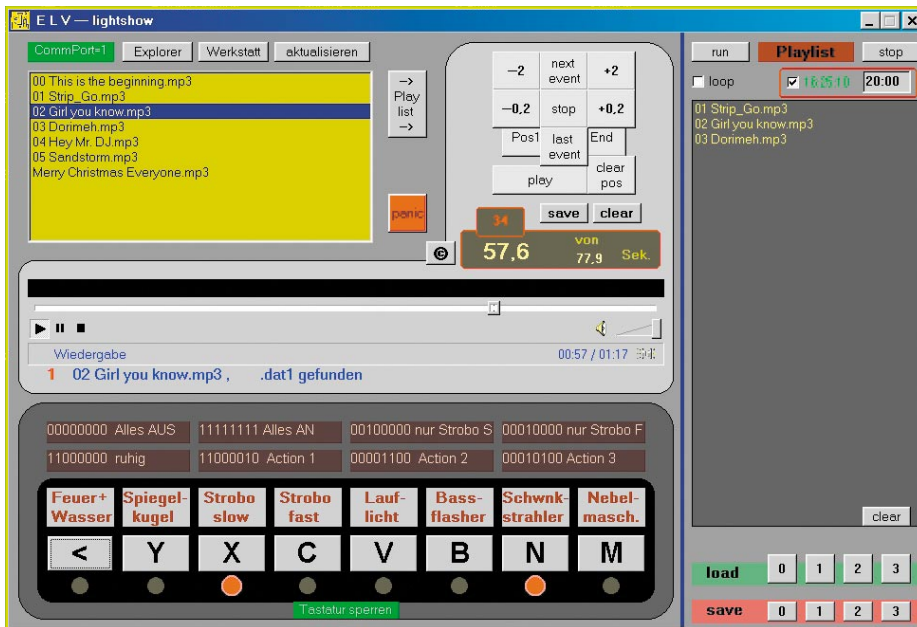 ELV— lightshow
CommPort=1 Explorer Werkstatt aktualisieren
00 This is the beginning.mp3
01 Strip_Go.mp3
02 Girl you know.mp3
03 Dorimeh.mp3
04 Hey Mr. DJ.mp3
05 Sandstorm.mp3
Merry Christmas Everyone.mp3
—>
Play
list
—>
panic
©
—2 next event +2
—0,2 stop +0,2
Pos1 last event End
play clear pos
save clear
34
57,6 von 77,9 Sek.
Wiedergabe 00:57 / 01:17
1 02 Girl you know.mp3 , .dat1 gefunden
00000000 Alles AUS 11111111 Alles AN 00100000 nur Strobo S 00010000 nur Strobo F
11000000 ruhig 11000010 Action 1 00001100 Action 2 00010100 Action 3
Feuer+ Spiegel- Strobo Strobo Lauf- Bass- Schwnk- Nebel-
Wasser kugel slow fast licht flasher strahler masch.
< Y X C V B N M
Tastatur sperren
run Playlist stop
loop 20:00
01 Strip_Go.mp3
02 Girl you know.mp3
03 Dorimeh.mp3
clear
load 0 1 2 3
save 0 1 2 3